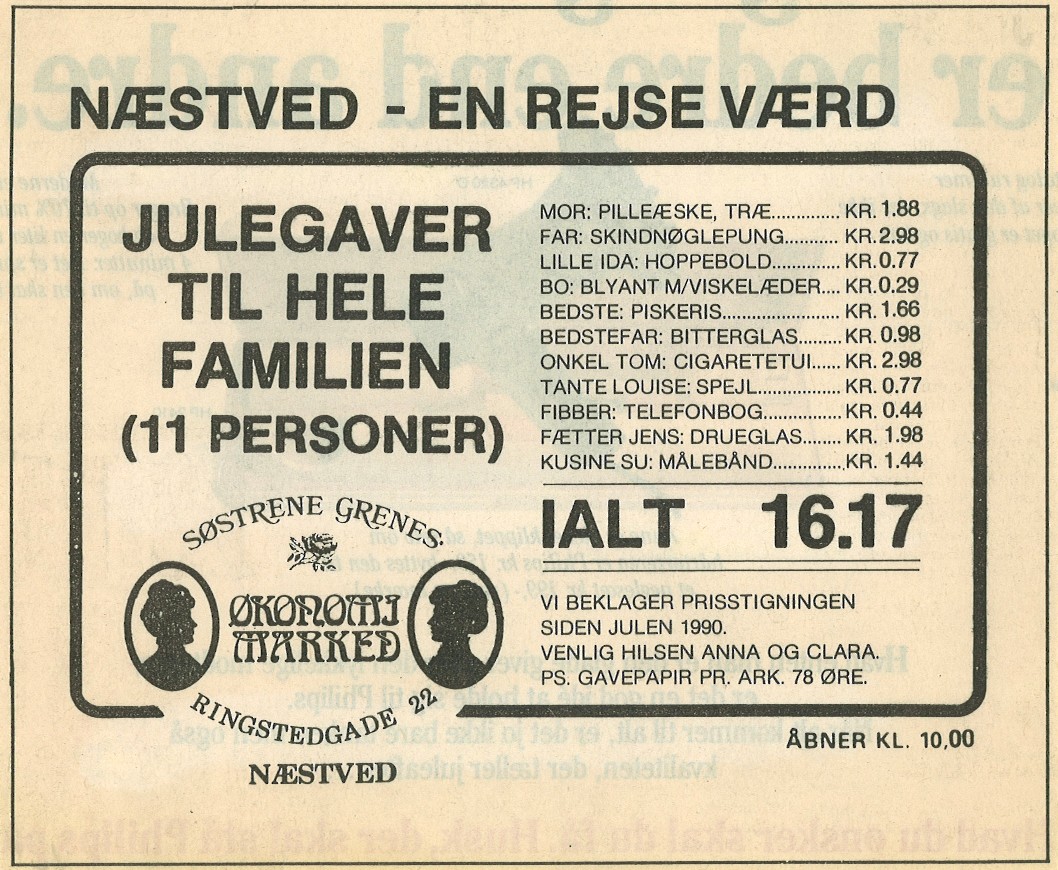 NÆSTVED - EN REJSE VÆRD
JULEGAVER
TIL HELE
FAMILIEN
(11 PERSONER)
MOR: PILLEÆSKE, TRÆ............ KR. 1.88
FAR: SKINDNØGLEPUNG......... KR. 2.98
LILLE IDA: HOPPEBOLD........... KR. 0.77
BO: BLYANT M/VISKELÆDER... KR. 0.29
BEDSTE: PISKERIS................... KR. 1.66
BEDSTEFAR: BITTERGLAS....... KR. 0.98
ONKEL TOM: CIGARETETUI...... KR. 2.98
TANTE LOUISE: SPEJL.............. KR. 0.77
FIBBER: TELEFONBOG............. KR. 0.44
FÆTTER JENS: DRUEGLAS....... KR. 1.98
KUSINE SU: MÅLEBÅND............ KR. 1.44
IALT 16.17
VI BEKLAGER PRISSTIGNINGEN
SIDEN JULEN 1990.
VENLIG HILSEN ANNA OG CLARA.
PS. GAVEPAPIR PR. ARK. 78 ØRE.
SØSTRENE GRENES
ØKONOMI
MARKED
RINGSTEDGADE 22
NÆSTVED
ÅBNER KL. 10,00